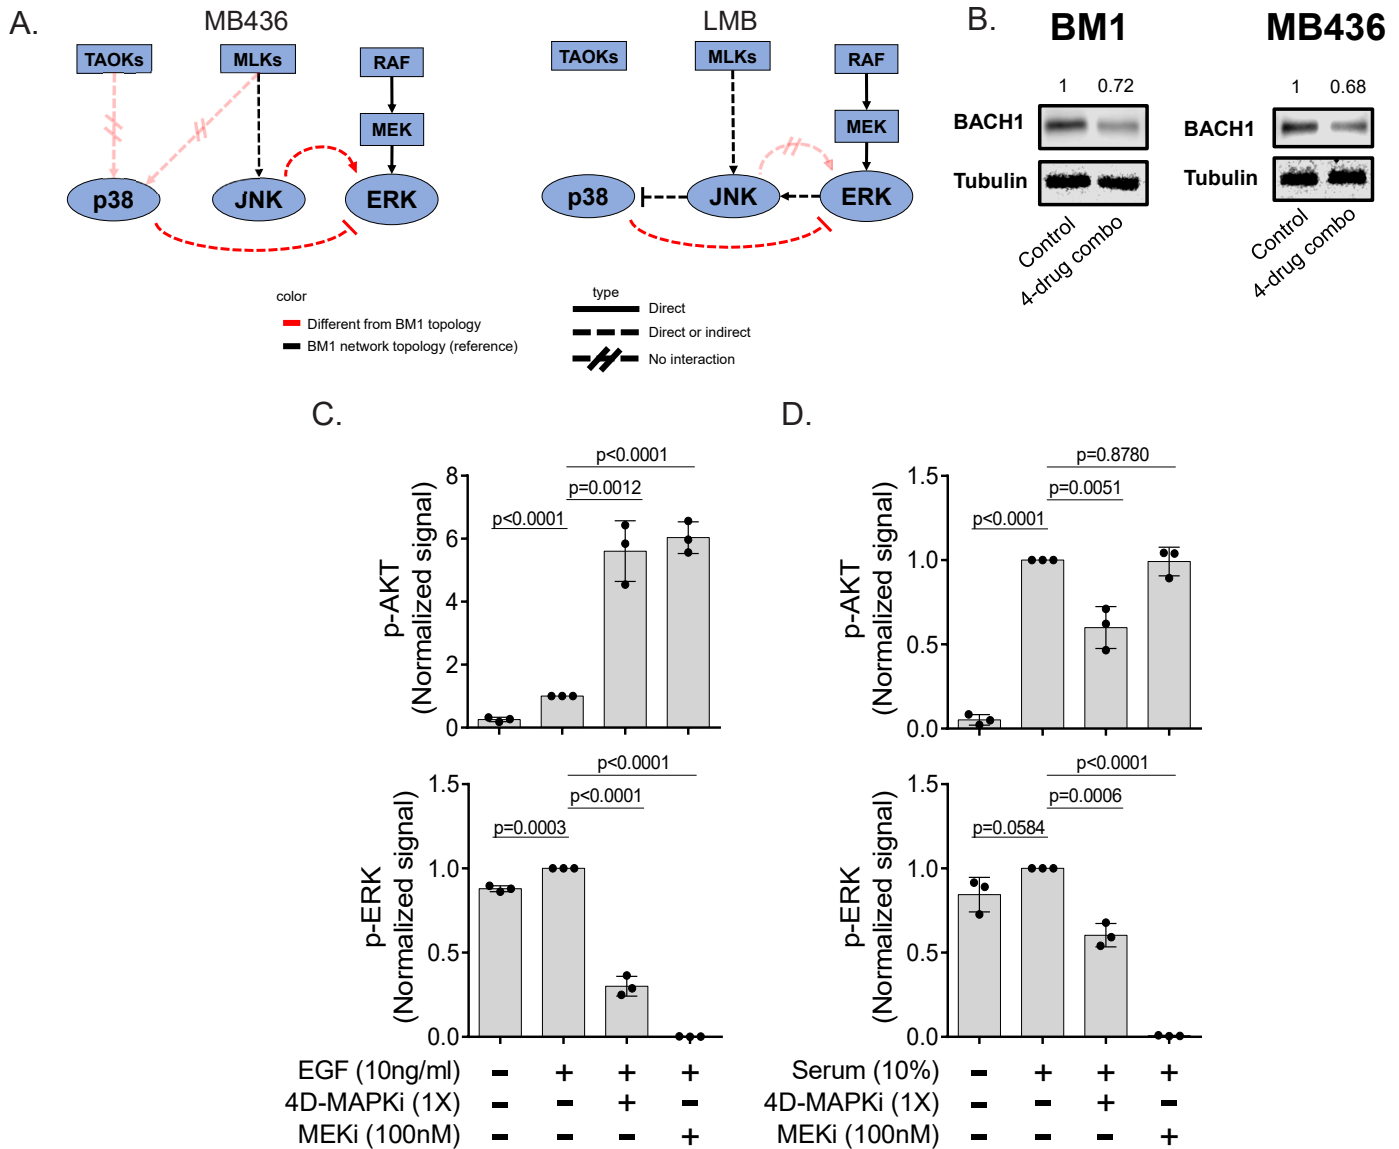 A.
MB436
LMB
TAOKs
MLKs
RAF
MEK
p38
JNK
ERK
TAOKs
MLKs
RAF
MEK
p38
JNK
ERK
color
Different from BM1 topology
BM1 network topology (reference)
type
Direct
Direct or indirect
No interaction
B.
BM1
MB436
1 0.72
BACH1
Tubulin
Control
4-drug combo
1 0.68
BACH1
Tubulin
Control
4-drug combo
C.
p-AKT
(Normalized signal)
8
6
4
2
0
p<0.0001
p=0.0012
p<0.0001
p-ERK
(Normalized signal)
1.5
1.0
0.5
0.0
p<0.0001
p<0.0001
p=0.0003
EGF (10ng/ml) - + + +
4D-MAPKi (1X) - - + -
MEKi (100nM) - - - +
D.
p-AKT
(Normalized signal)
1.5
1.0
0.5
0.0
p=0.8780
p=0.0051
p<0.0001
p-ERK
(Normalized signal)
1.5
1.0
0.5
0.0
p<0.0001
p=0.0006
p=0.0584
Serum (10%) - + + +
4D-MAPKi (1X) - - + -
MEKi (100nM) - - - +